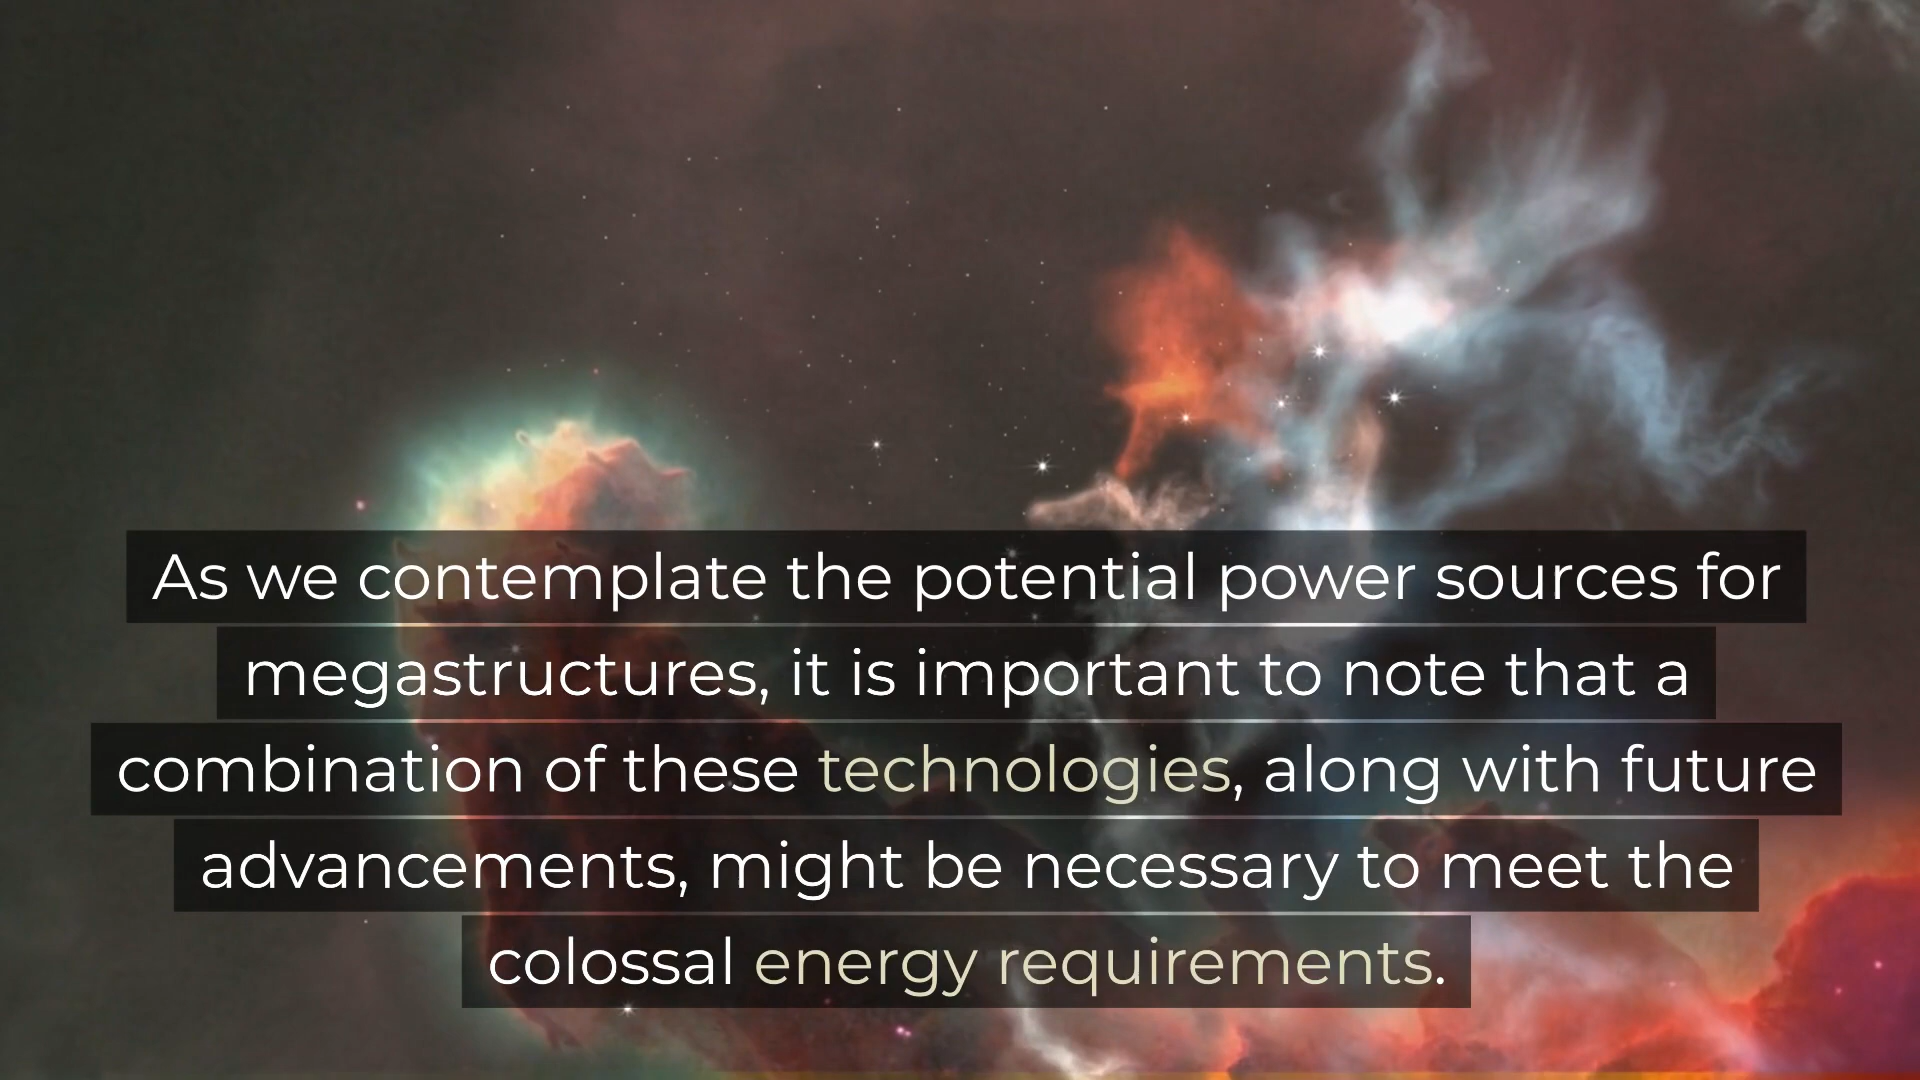 As we contemplate the potential power sources for
megastructures, it is important to note that a
combination of these technologies, along with future
advancements, might be necessary to meet the
colossal energy requirements.